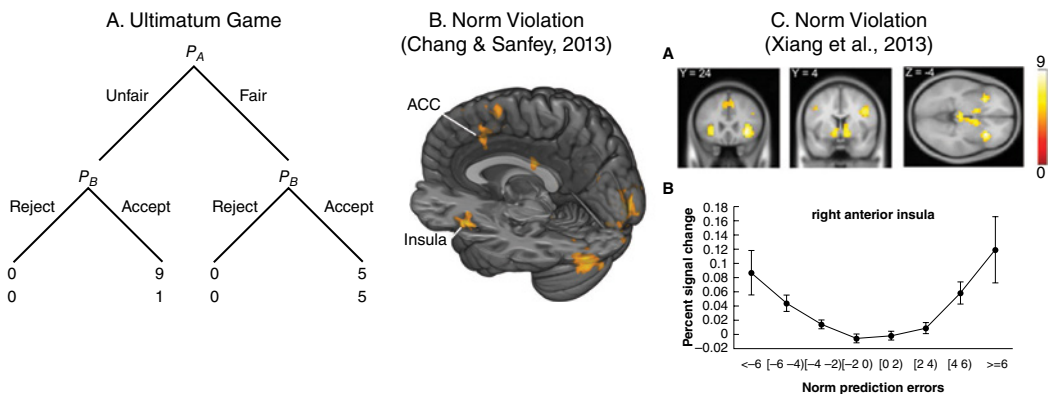 A. Ultimatum Game
P_A
Unfair
Fair
P_B
P_B
Reject
Accept
Reject
Accept
0
9
0
5
0
1
0
5
B. Norm Violation
(Chang & Sanfey, 2013)
ACC
Insula
C. Norm Violation
(Xiang et al., 2013)
A
Y = 24
Y = 4
Z = -4
9
0
B
right anterior insula
Percent signal change
0.18
0.16
0.14
0.12
0.10
0.08
0.06
0.04
0.02
0
−0.02
<−6
[−6 −4)
[−4 −2)
[−2 0)
[0 2)
[2 4)
[4 6)
>=6
Norm prediction errors